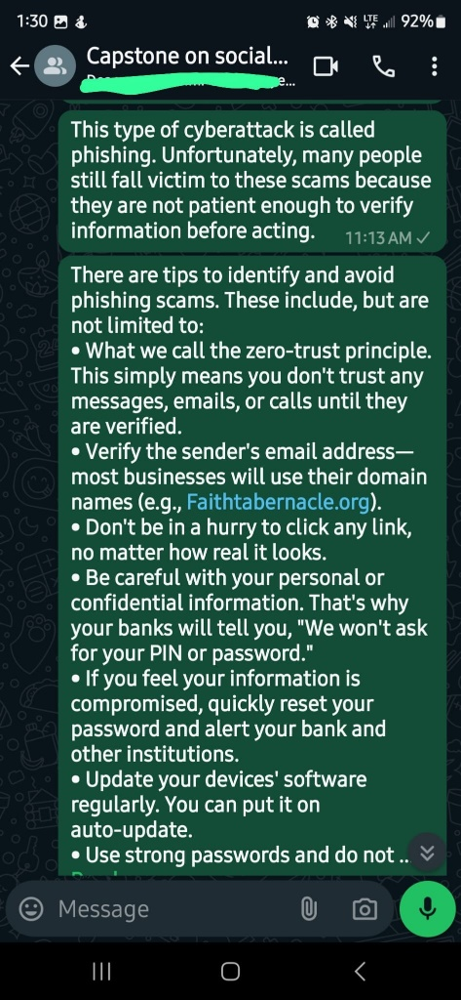 1:30 LTE 92%
Capstone on social...
e...
This type of cyberattack is called
phishing. Unfortunately, many people
still fall victim to these scams because
they are not patient enough to verify
information before acting. 11:13 AM
There are tips to identify and avoid
phishing scams. These include, but are
not limited to:
• What we call the zero-trust principle.
This simply means you don't trust any
messages, emails, or calls until they
are verified.
• Verify the sender's email address—
most businesses will use their domain
names (e.g., Faithtabernacle.org).
• Don't be in a hurry to click any link,
no matter how real it looks.
• Be careful with your personal or
confidential information. That's why
your banks will tell you, "We won't ask
for your PIN or password."
• If you feel your information is
compromised, quickly reset your
password and alert your bank and
other institutions.
• Update your devices' software
regularly. You can put it on
auto-update.
• Use strong passwords and do not ..
Message